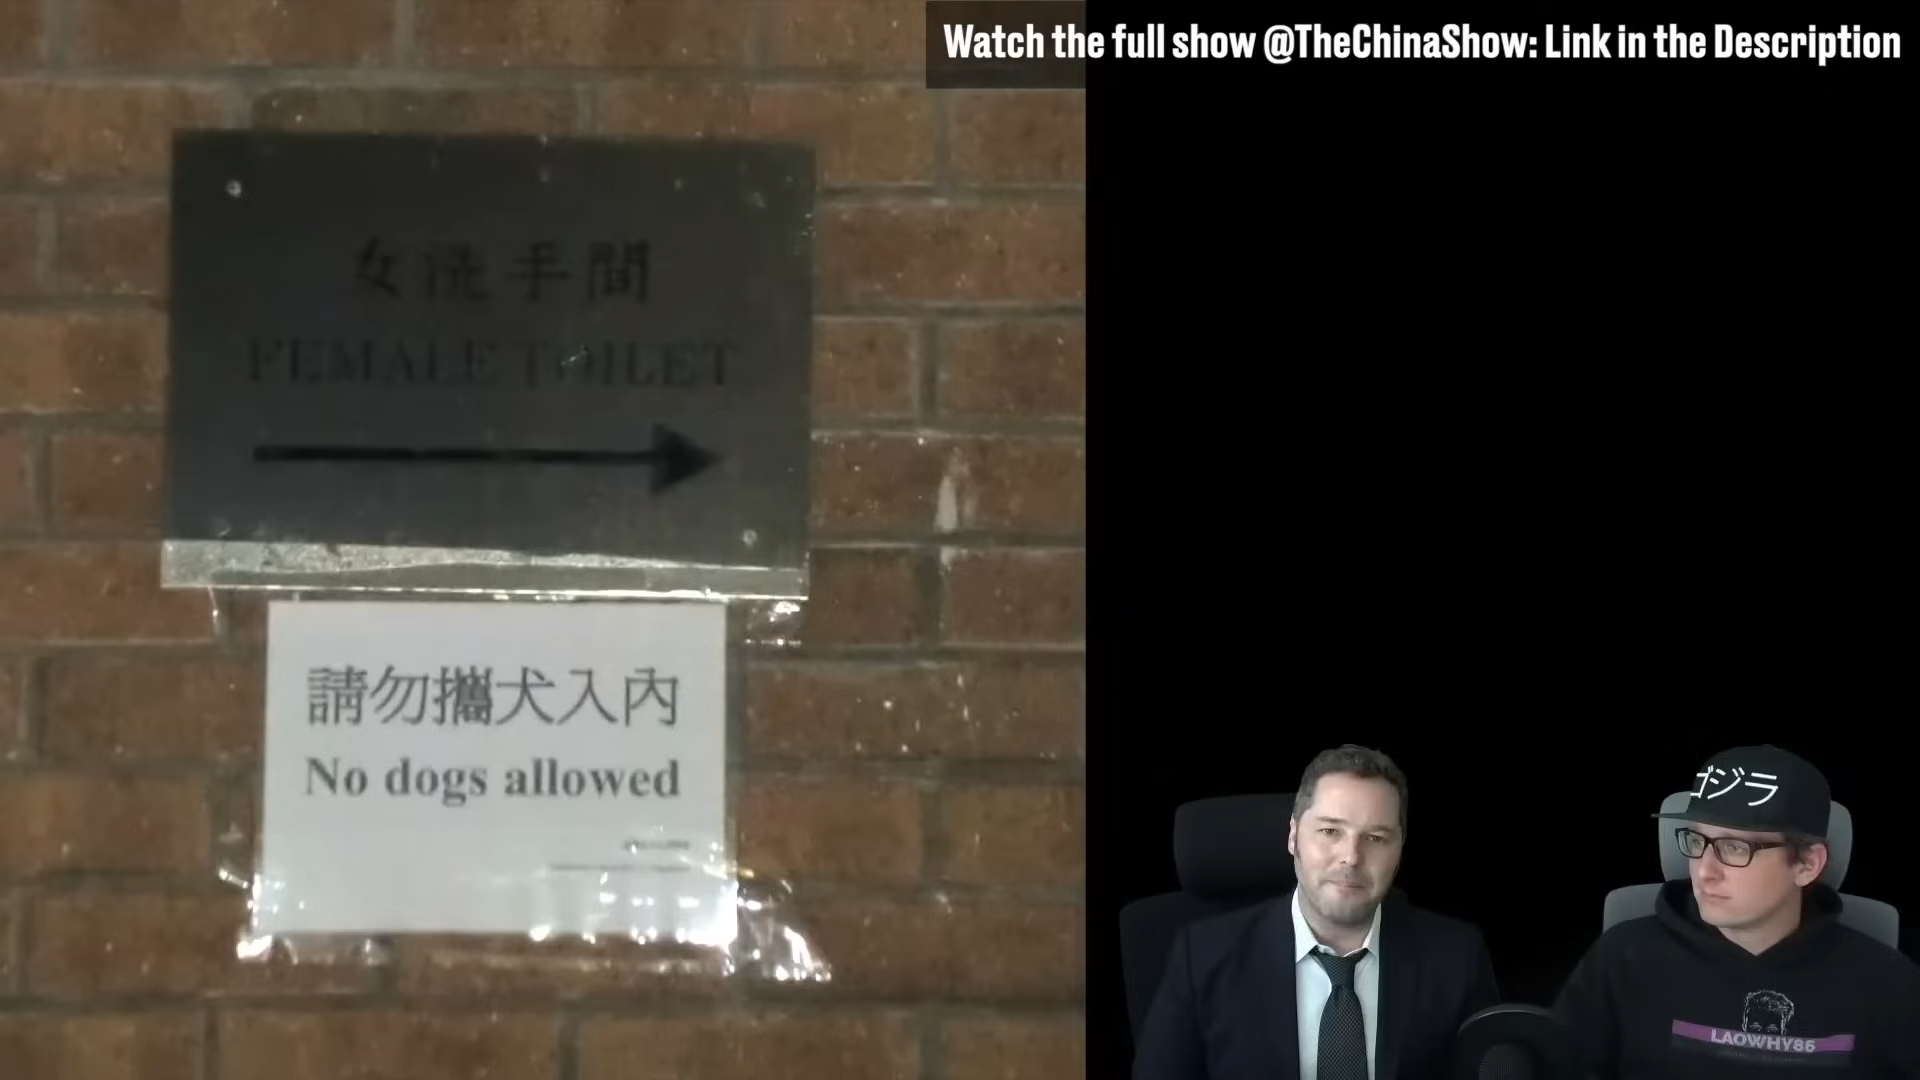 Watch the full show @TheChinaShow: Link in the Description
女洗手間
FEMALE TOILET
請勿攜犬入內
No dogs allowed
ゴジラ
LAOWHY86